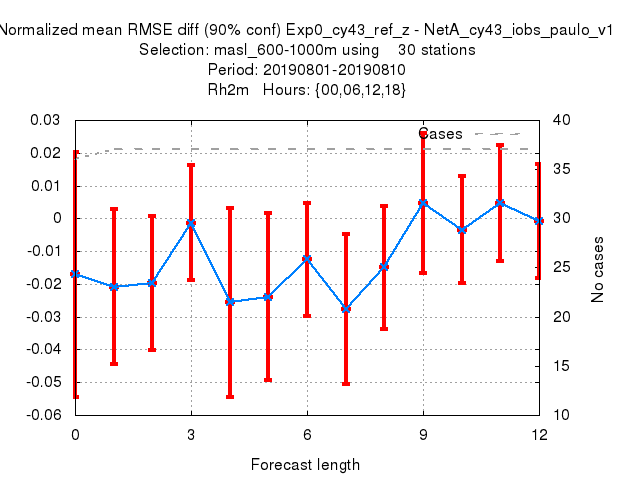 Normalized mean RMSE diff (90% conf) Exp0_cy43_ref_z - NetA_cy43_iobs_paulo_v1
Selection: masl_600-1000m using 30 stations
Period: 20190801-20190810
Rh2m Hours: {00,06,12,18}
Cases
0.03
0.02
0.01
0
-0.01
-0.02
-0.03
-0.04
-0.05
-0.06
40
35
30
25
20
15
10
No cases
0 3 6 9 12
Forecast length